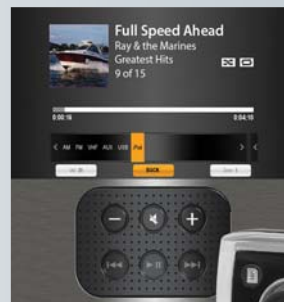 Full Speed Ahead
Ray & the Marines
Greatest Hits
9 of 15
0:00:16 0:04:10
AM FM VHF AUX USB iPod
BACK